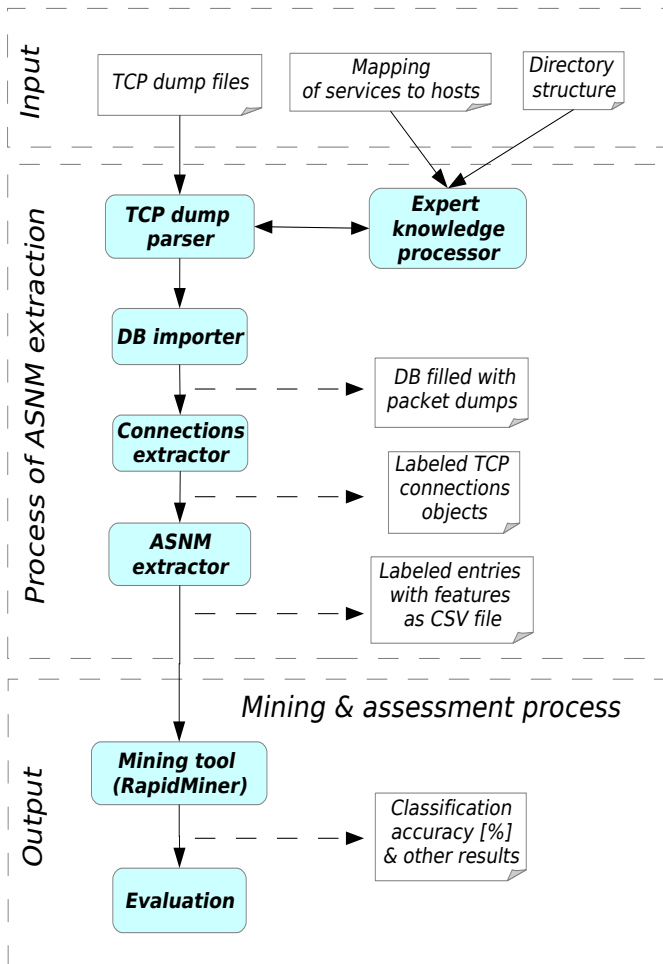 Input
TCP dump files
Mapping
of services to hosts
Directory
structure
Process of ASNM extraction
TCP dump
parser
Expert
knowledge
processor
DB importer
DB filled with
packet dumps
Connections
extractor
Labeled TCP
connections
objects
ASNM
extractor
Labeled entries
with features
as CSV file
Output
Mining & assessment process
Mining tool
(RapidMiner)
Classification
accuracy [%]
& other results
Evaluation